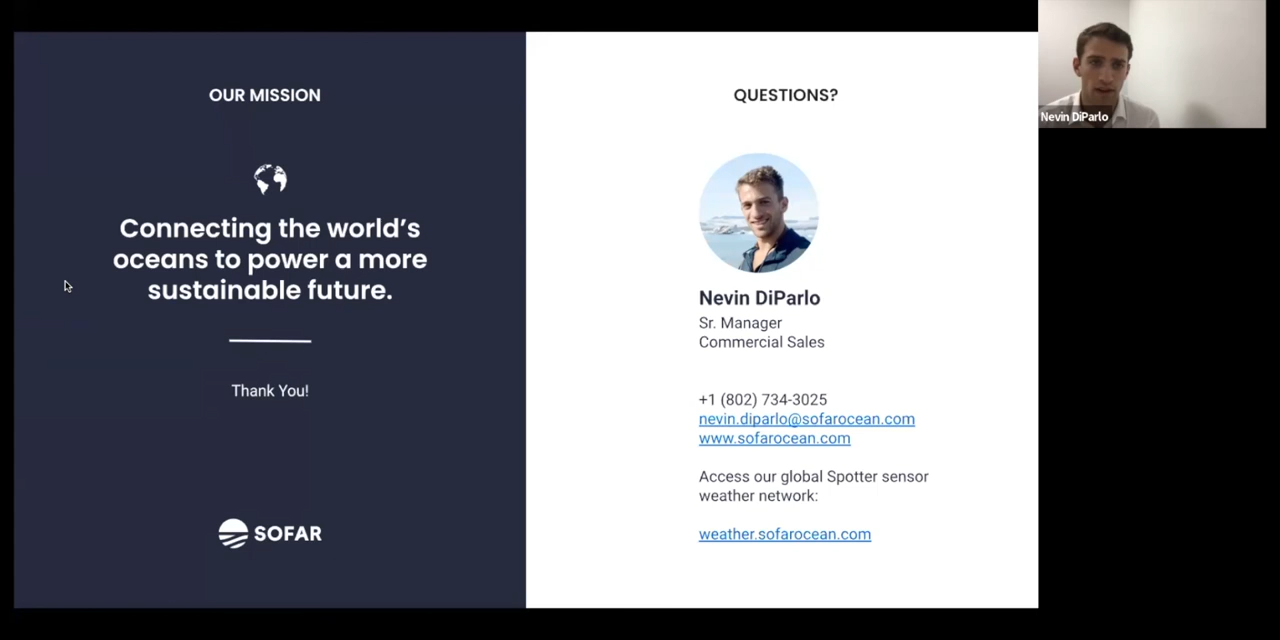 OUR MISSION
Connecting the world’s
oceans to power a more
sustainable future.
Thank You!
SOFAR
QUESTIONS?
Nevin DiParlo
Sr. Manager
Commercial Sales
+1 (802) 734-3025
nevin.diparlo@sofarocean.com
www.sofarocean.com
Access our global Spotter sensor
weather network:
weather.sofarocean.com
Nevin DiParlo